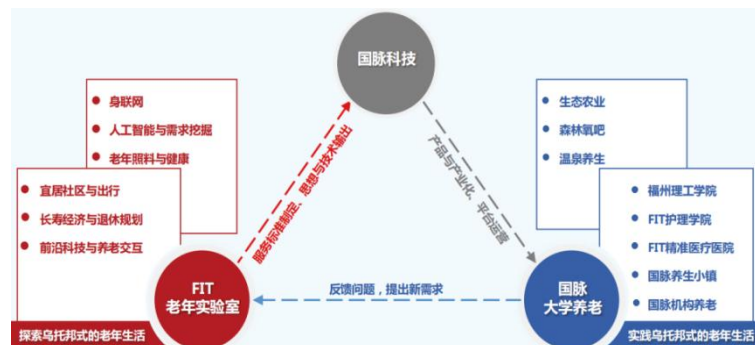 国脉科技
身联网
人工智能与需求挖掘
老年照料与健康
宜居社区与出行
长寿经济与退休规划
前沿科技与养老交互
服务标准制定、思想与技术输出
产品与产业化、平台运营
生态农业
森林氧吧
温泉养生
福州理工学院
FIT护理学院
FIT精准医疗医院
国脉养生小镇
国脉机构养老
FIT
老年实验室
反馈问题，提出新需求
国脉
大学养老
探索乌托邦式的老年生活
实践乌托邦式的老年生活